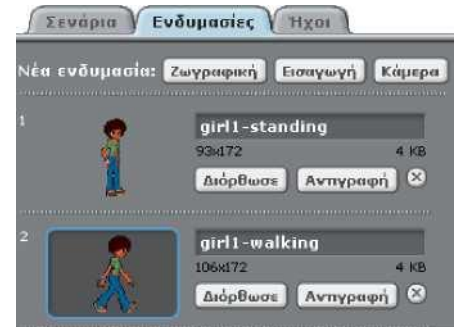 Σενάρια Ενδυμασίες Ήχοι
Νέα ενδυμασία: Ζωγραφική Εισαγωγή Κάμερα
1
girl1-standing
93x172 4 KB
Διόρθωσε Αντιγραφή
2
girl1-walking
106x172 4 KB
Διόρθωσε Αντιγραφή